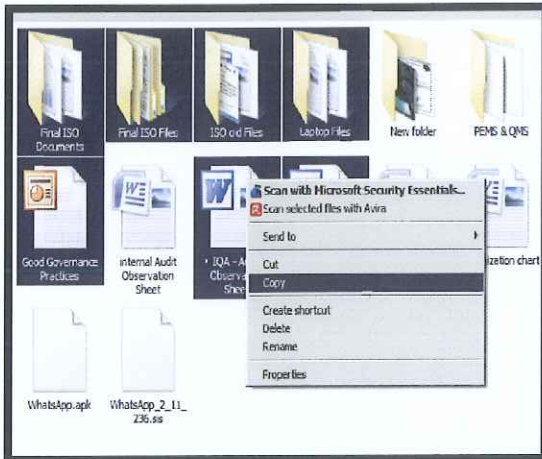 Final ISO Documents
Final ISO Files
ISO old Files
Laptop Files
New folder
PEMS & QMS
Good Governance Practices
Internal Audit Observation Sheet
IQA - A
Observa
Shee
ization chart
Scan with Microsoft Security Essentials...
Scan selected files with Avira
Send to
Cut
Copy
Create shortcut
Delete
Rename
Properties
WhatsApp.apk
WhatsApp_2_11_
236.sis